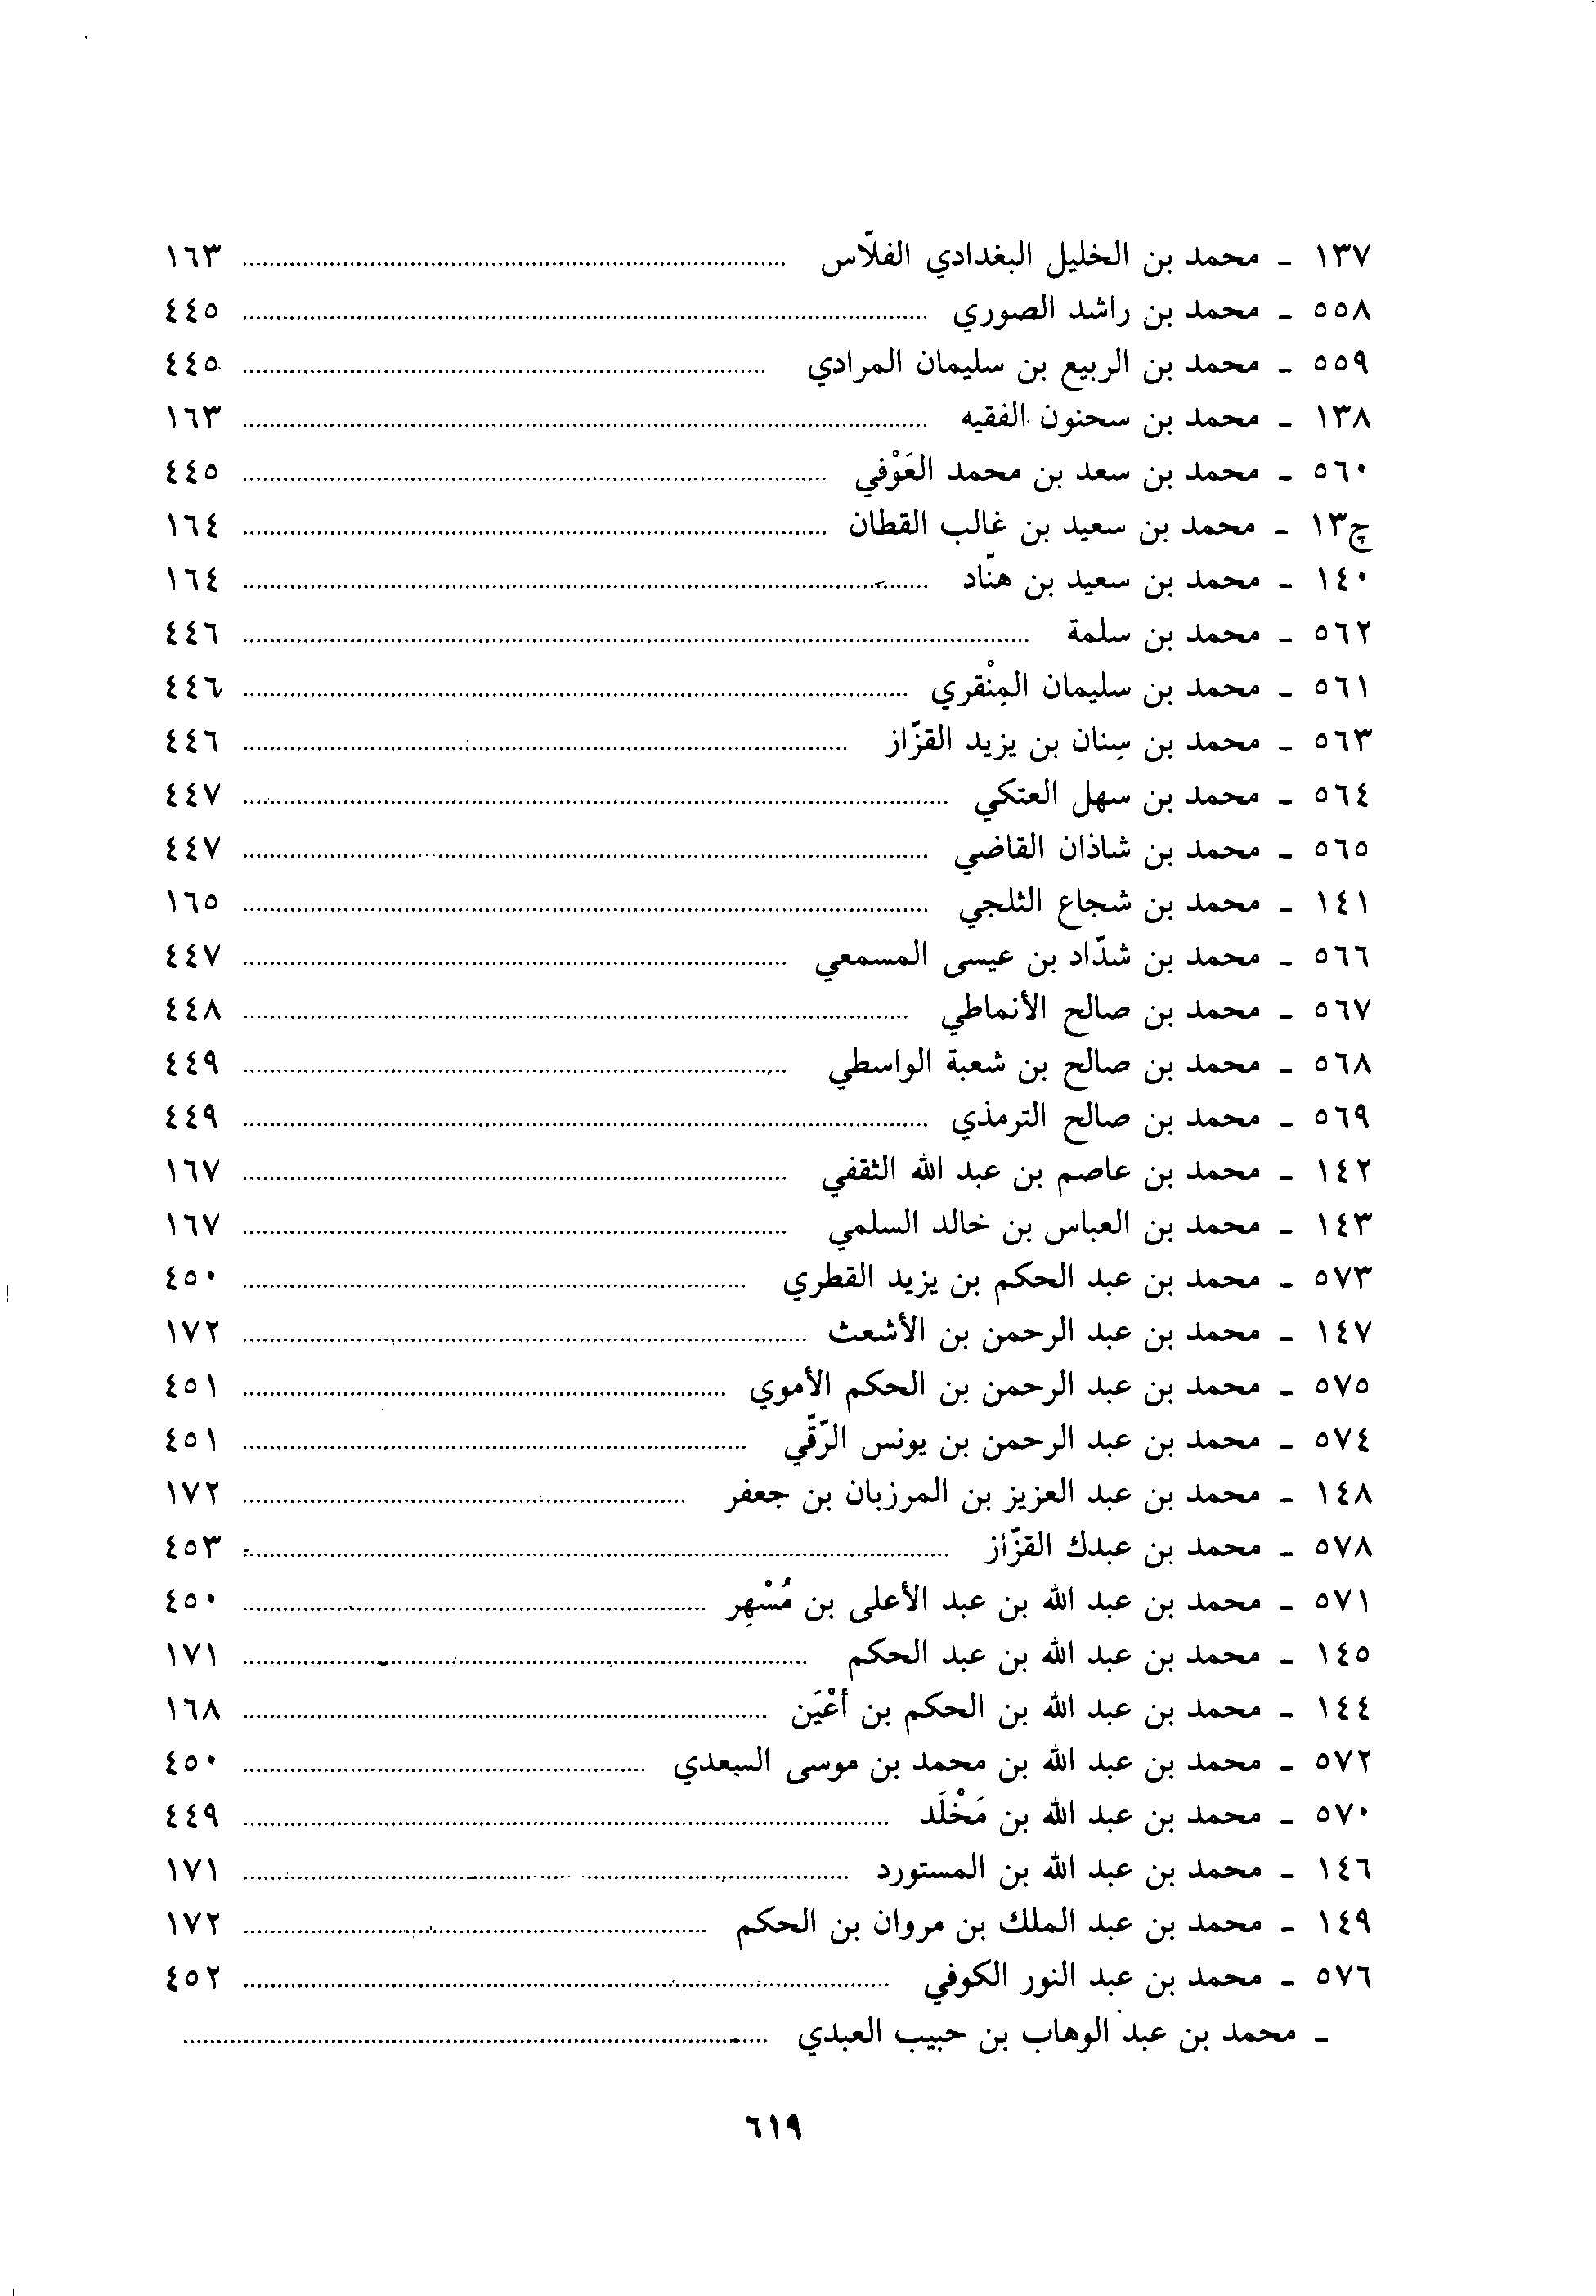 ١٣٧ - محمد بن الخليل البغدادي الفلّاس ........ ١٦٣
٥٥٨ - محمد بن راشد الصوري ........ ٤٤٥
٥٥٩ - محمد بن الربيع بن سليمان المرادي ........ ٤٤٥
١٣٨ - محمد بن سحنون الفقيه ........ ١٦٣
٥٦٠ - محمد بن سعد بن محمد العَوْفي ........ ٤٤٥
ج١٣ - محمد بن سعيد بن غالب القطان ........ ١٦٤
١٤٠ - محمد بن سعيد بن هنّاد ........ ١٦٤
٥٦٢ - محمد بن سلمة ........ ٤٤٦
٥٦١ - محمد بن سليمان المِنْقري ........ ٤٤٦
٥٦٣ - محمد بن سِنان بن يزيد القزّاز ........ ٤٤٦
٥٦٤ - محمد بن سهل العتكي ........ ٤٤٧
٥٦٥ - محمد بن شاذان القاضي ........ ٤٤٧
١٤١ - محمد بن شجاع الثلجي ........ ١٦٥
٥٦٦ - محمد بن شدّاد بن عيسى المسمعي ........ ٤٤٧
٥٦٧ - محمد بن صالح الأنماطي ........ ٤٤٨
٥٦٨ - محمد بن صالح بن شعبة الواسطي ........ ٤٤٩
٥٦٩ - محمد بن صالح الترمذي ........ ٤٤٩
١٤٢ - محمد بن عاصم بن عبد الله الثقفي ........ ١٦٧
١٤٣ - محمد بن العباس بن خالد السلمي ........ ١٦٧
٥٧٣ - محمد بن عبد الحكم بن يزيد القطري ........ ٤٥٠
١٤٧ - محمد بن عبد الرحمن بن الأشعث ........ ١٧٢
٥٧٥ - محمد بن عبد الرحمن بن الحكم الأموي ........ ٤٥١
٥٧٤ - محمد بن عبد الرحمن بن يونس الرّقّي ........ ٤٥١
١٤٨ - محمد بن عبد العزيز بن المرزبان بن جعفر ........ ١٧٢
٥٧٨ - محمد بن عبدك القزّاز ........ ٤٥٣
٥٧١ - محمد بن عبد الله بن عبد الأعلى بن مُسْهِر ........ ٤٥٠
١٤٥ - محمد بن عبد الله بن عبد الحكم ........ ١٧١
١٤٤ - محمد بن عبد الله بن الحكم بن أعْيَن ........ ١٦٨
٥٧٢ - محمد بن عبد الله بن محمد بن موسى السعدي ........ ٤٥٠
٥٧٠ - محمد بن عبد الله بن مَخْلَد ........ ٤٤٩
١٤٦ - محمد بن عبد الله بن المستورد ........ ١٧١
١٤٩ - محمد بن عبد الملك بن مروان بن الحكم ........ ١٧٢
٥٧٦ - محمد بن عبد النور الكوفي ........ ٤٥٢
- محمد بن عبد الوهاب بن حبيب العبدي ........
٦١٩